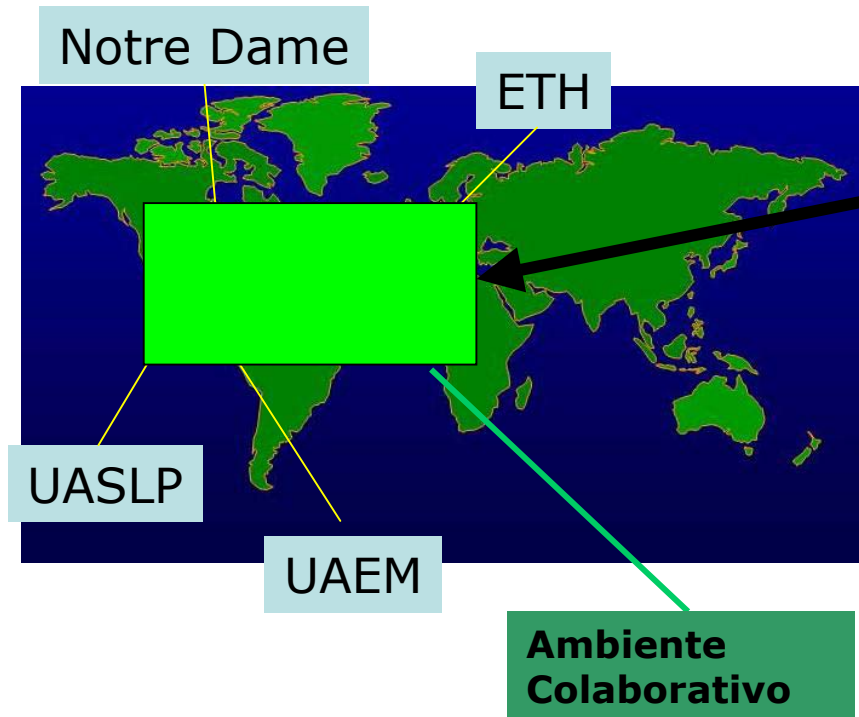 Notre Dame
ETH
UASLP
UAEM
Ambiente
Colaborativo